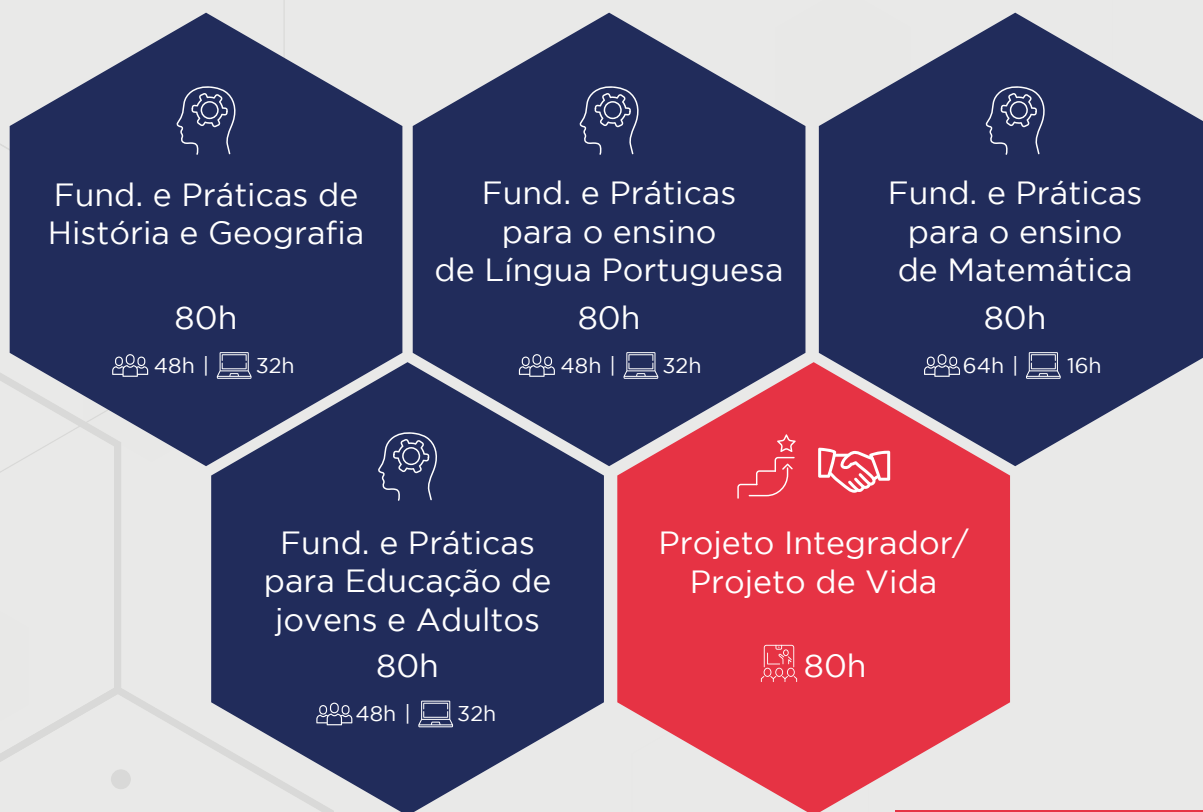 Fund. e Práticas de
História e Geografia
80h
48h | 32h
Fund. e Práticas
para o ensino
de Língua Portuguesa
80h
48h | 32h
Fund. e Práticas
para o ensino
de Matemática
80h
64h | 16h
Fund. e Práticas
para Educação de
jovens e Adultos
80h
48h | 32h
Projeto Integrador/
Projeto de Vida
80h